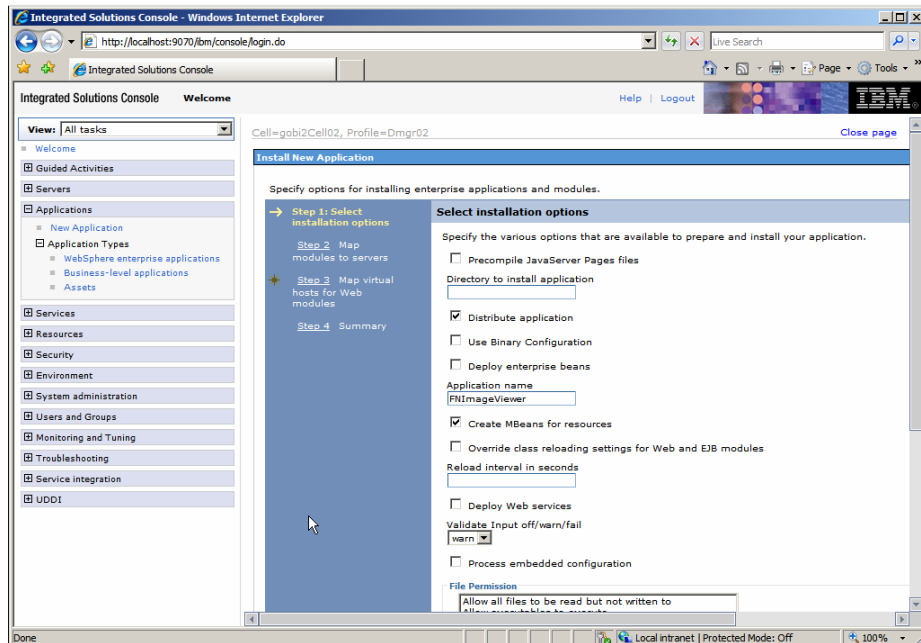 Integrated Solutions Console - Windows Internet Explorer
http://localhost:9070/ibm/console/login.do
Live Search
Integrated Solutions Console
Page
Tools
Integrated Solutions Console Welcome
Help | Logout
IBM
View: All tasks
Welcome
Guided Activities
Servers
Applications
New Application
Application Types
WebSphere enterprise applications
Business-level applications
Assets
Services
Resources
Security
Environment
System administration
Users and Groups
Monitoring and Tuning
Troubleshooting
Service integration
UDDI
Cell=gobi2Cell02, Profile=Dmgr02
Close page
Install New Application
Specify options for installing enterprise applications and modules.
Step 1: Select
installation options
Step 2 Map
modules to servers
Step 3 Map virtual
hosts for Web
modules
Step 4 Summary
Select installation options
Specify the various options that are available to prepare and install your application.
Precompile JavaServer Pages files
Directory to install application
Distribute application
Use Binary Configuration
Deploy enterprise beans
Application name
FNImageViewer
Create MBeans for resources
Override class reloading settings for Web and EJB modules
Reload interval in seconds
Deploy Web services
Validate Input off/warn/fail
warn
Process embedded configuration
File Permission
Allow all files to be read but not written to
Allow executables to execute
Done
Local intranet | Protected Mode: Off
100%